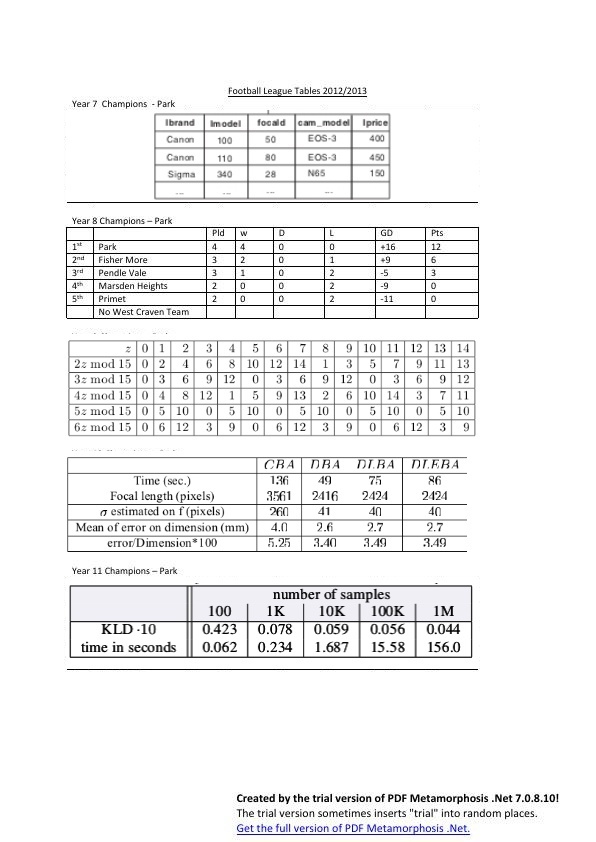 Football League Tables 2012/2013
Year 7 Champions - Park
lbrand lmodel focald cam_model lprice
Canon 100 50 EOS-3 400
Canon 110 80 EOS-3 450
Sigma 340 28 N65 150
... ... ... ...
Year 8 Champions – Park
Pld w D L GD Pts
1st Park 4 4 0 0 +16 12
2nd Fisher More 3 2 0 1 +9 6
3rd Pendle Vale 3 1 0 2 -5 3
4th Marsden Heights 2 0 0 2 -9 0
5th Primet 2 0 0 2 -11 0
No West Craven Team
z 0 1 2 3 4 5 6 7 8 9 10 11 12 13 14
2z mod 15 0 2 4 6 8 10 12 14 1 3 5 7 9 11 13
3z mod 15 0 3 6 9 12 0 3 6 9 12 0 3 6 9 12
4z mod 15 0 4 8 12 1 5 9 13 2 6 10 14 3 7 11
5z mod 15 0 5 10 0 5 10 0 5 10 0 5 10 0 5 10
6z mod 15 0 6 12 3 9 0 6 12 3 9 0 6 12 3 9
CBA DBA DLBA DLEBA
Time (sec.) 136 49 75 86
Focal length (pixels) 3561 2416 2424 2424
σ estimated on f (pixels) 260 41 40 40
Mean of error on dimension (mm) 4.0 2.6 2.7 2.7
error/Dimension*100 5.25 3.40 3.49 3.49
Year 11 Champions – Park
number of samples
100 1K 10K 100K 1M
KLD ·10 0.423 0.078 0.059 0.056 0.044
time in seconds 0.062 0.234 1.687 15.58 156.0
Created by the trial version of PDF Metamorphosis .Net 7.0.8.10!
The trial version sometimes inserts "trial" into random places.
Get the full version of PDF Metamorphosis .Net.